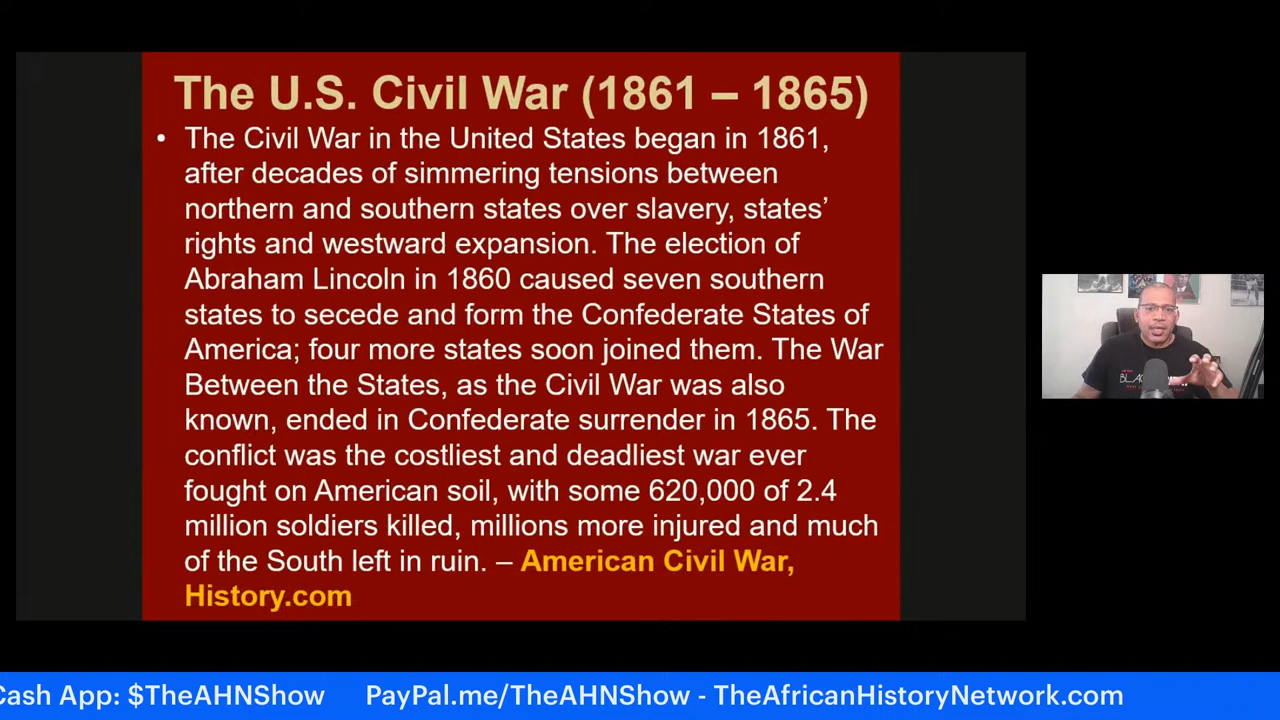 The U.S. Civil War (1861 – 1865)
• The Civil War in the United States began in 1861,
after decades of simmering tensions between
northern and southern states over slavery, states’
rights and westward expansion. The election of
Abraham Lincoln in 1860 caused seven southern
states to secede and form the Confederate States of
America; four more states soon joined them. The War
Between the States, as the Civil War was also
known, ended in Confederate surrender in 1865. The
conflict was the costliest and deadliest war ever
fought on American soil, with some 620,000 of 2.4
million soldiers killed, millions more injured and much
of the South left in ruin. – American Civil War,
History.com
Cash App: $TheAHNShow PayPal.me/TheAHNShow - TheAfricanHistoryNetwork.com